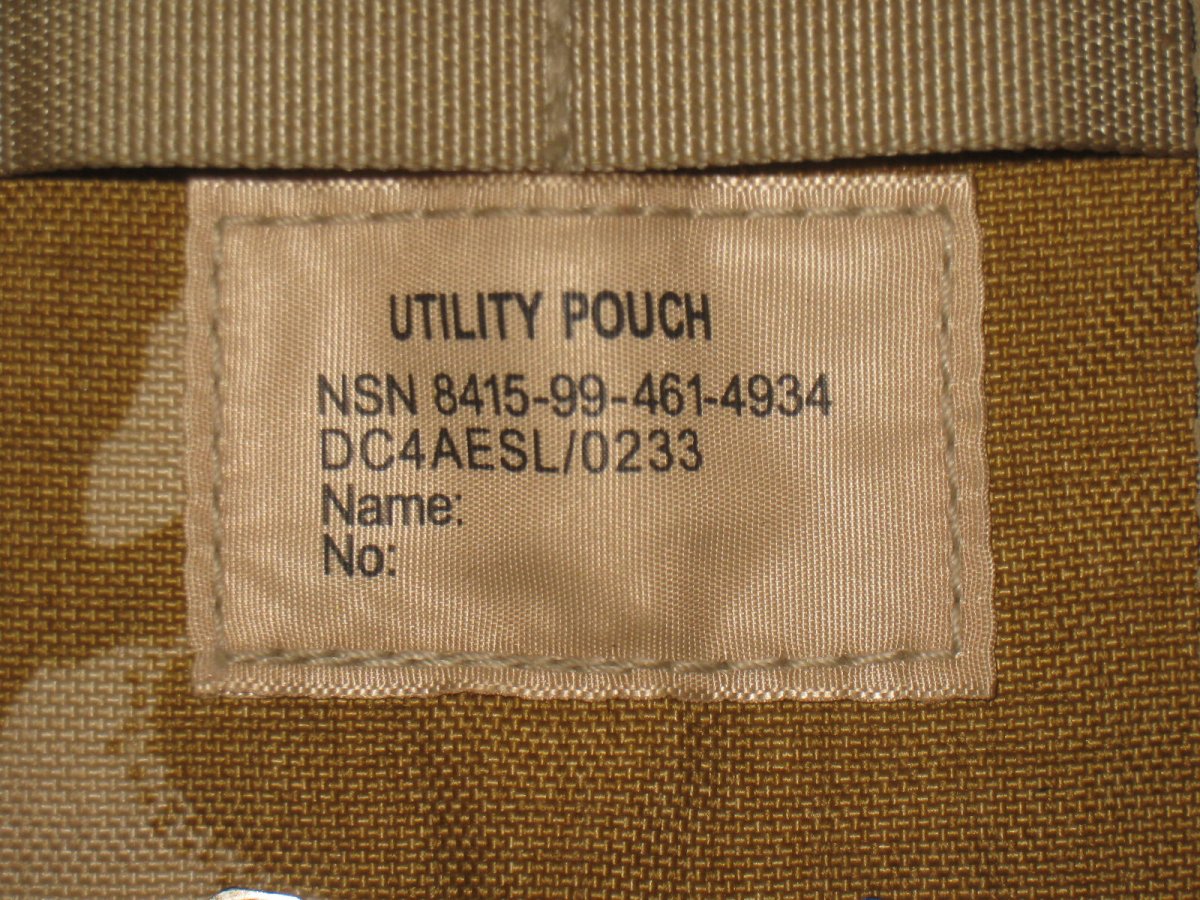 UTILITY POUCH
NSN 8415-99-461-4934
DC4AESL/0233
Name:
No: